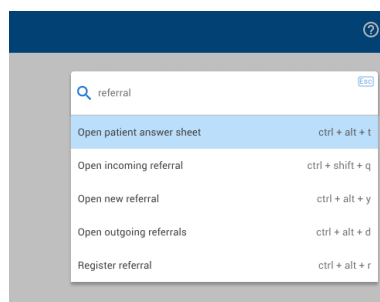 ?
Esc
referral
Open patient answer sheet ctrl + alt + t
Open incoming referral ctrl + shift + q
Open new referral ctrl + alt + y
Open outgoing referrals ctrl + alt + d
Register referral ctrl + alt + r